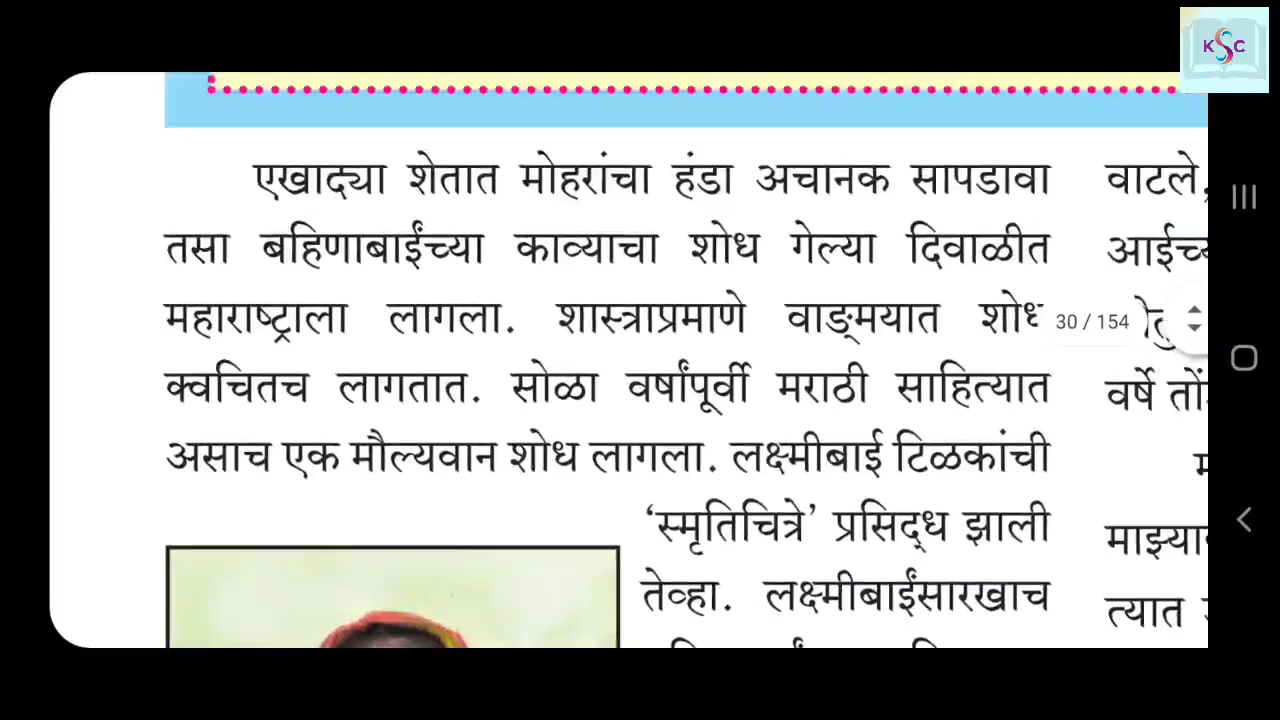 KSC
एखाद्या शेतात मोहरांचा हंडा अचानक सापडावा
तसा बहिणाबाईंच्या काव्याचा शोध गेल्या दिवाळीत
महाराष्ट्राला लागला. शास्त्राप्रमाणे वाङ्मयात शोध
क्वचितच लागतात. सोळा वर्षांपूर्वी मराठी साहित्यात
असाच एक मौल्यवान शोध लागला. लक्ष्मीबाई टिळकांची
‘स्मृतिचित्रे’ प्रसिद्ध झाली
तेव्हा. लक्ष्मीबाईंसारखाच
वाटले,
वर्षे
त्यात
30 / 154